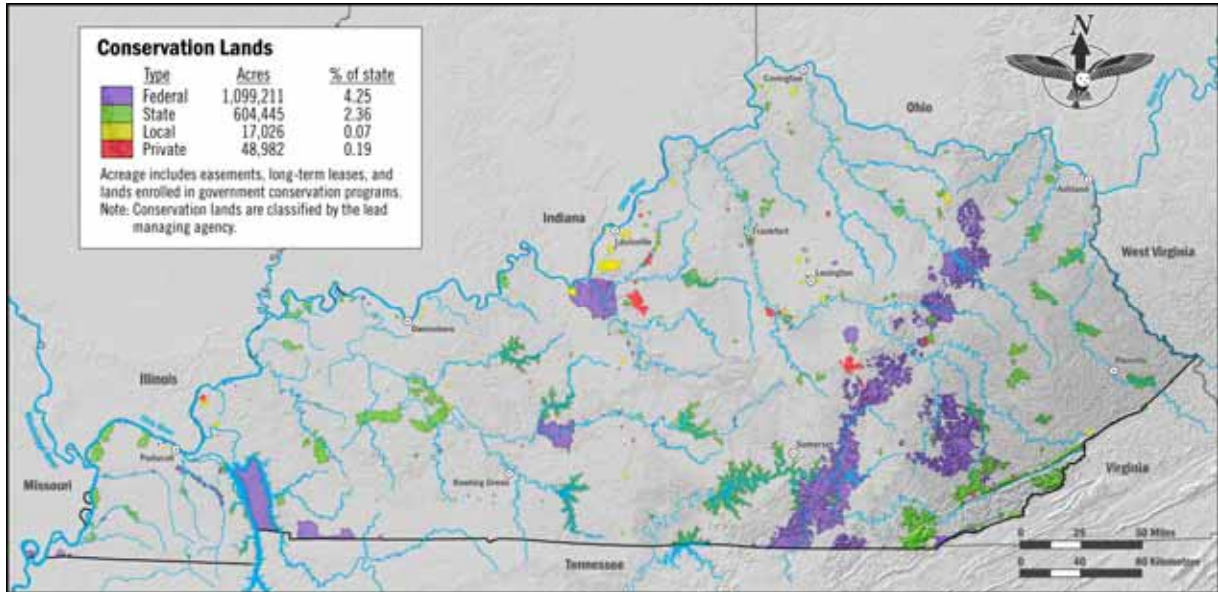 Conservation Lands
Type Acres % of state
Federal 1,099,211 4.25
State 604,445 2.36
Local 17,026 0.07
Private 48,982 0.19
Acreage includes easements, long-term leases, and
lands enrolled in government conservation programs.
Note: Conservation lands are classified by the lead
managing agency.
N
Covington
Ohio
Ashland
Indiana
Louisville
Frankfort
West Virginia
Lexington
Owensboro
Illinois
Pikeville
Paducah
Somerset
Missouri
Bowling Green
Virginia
Tennessee
0 25 50 Miles
0 40 80 Kilometers